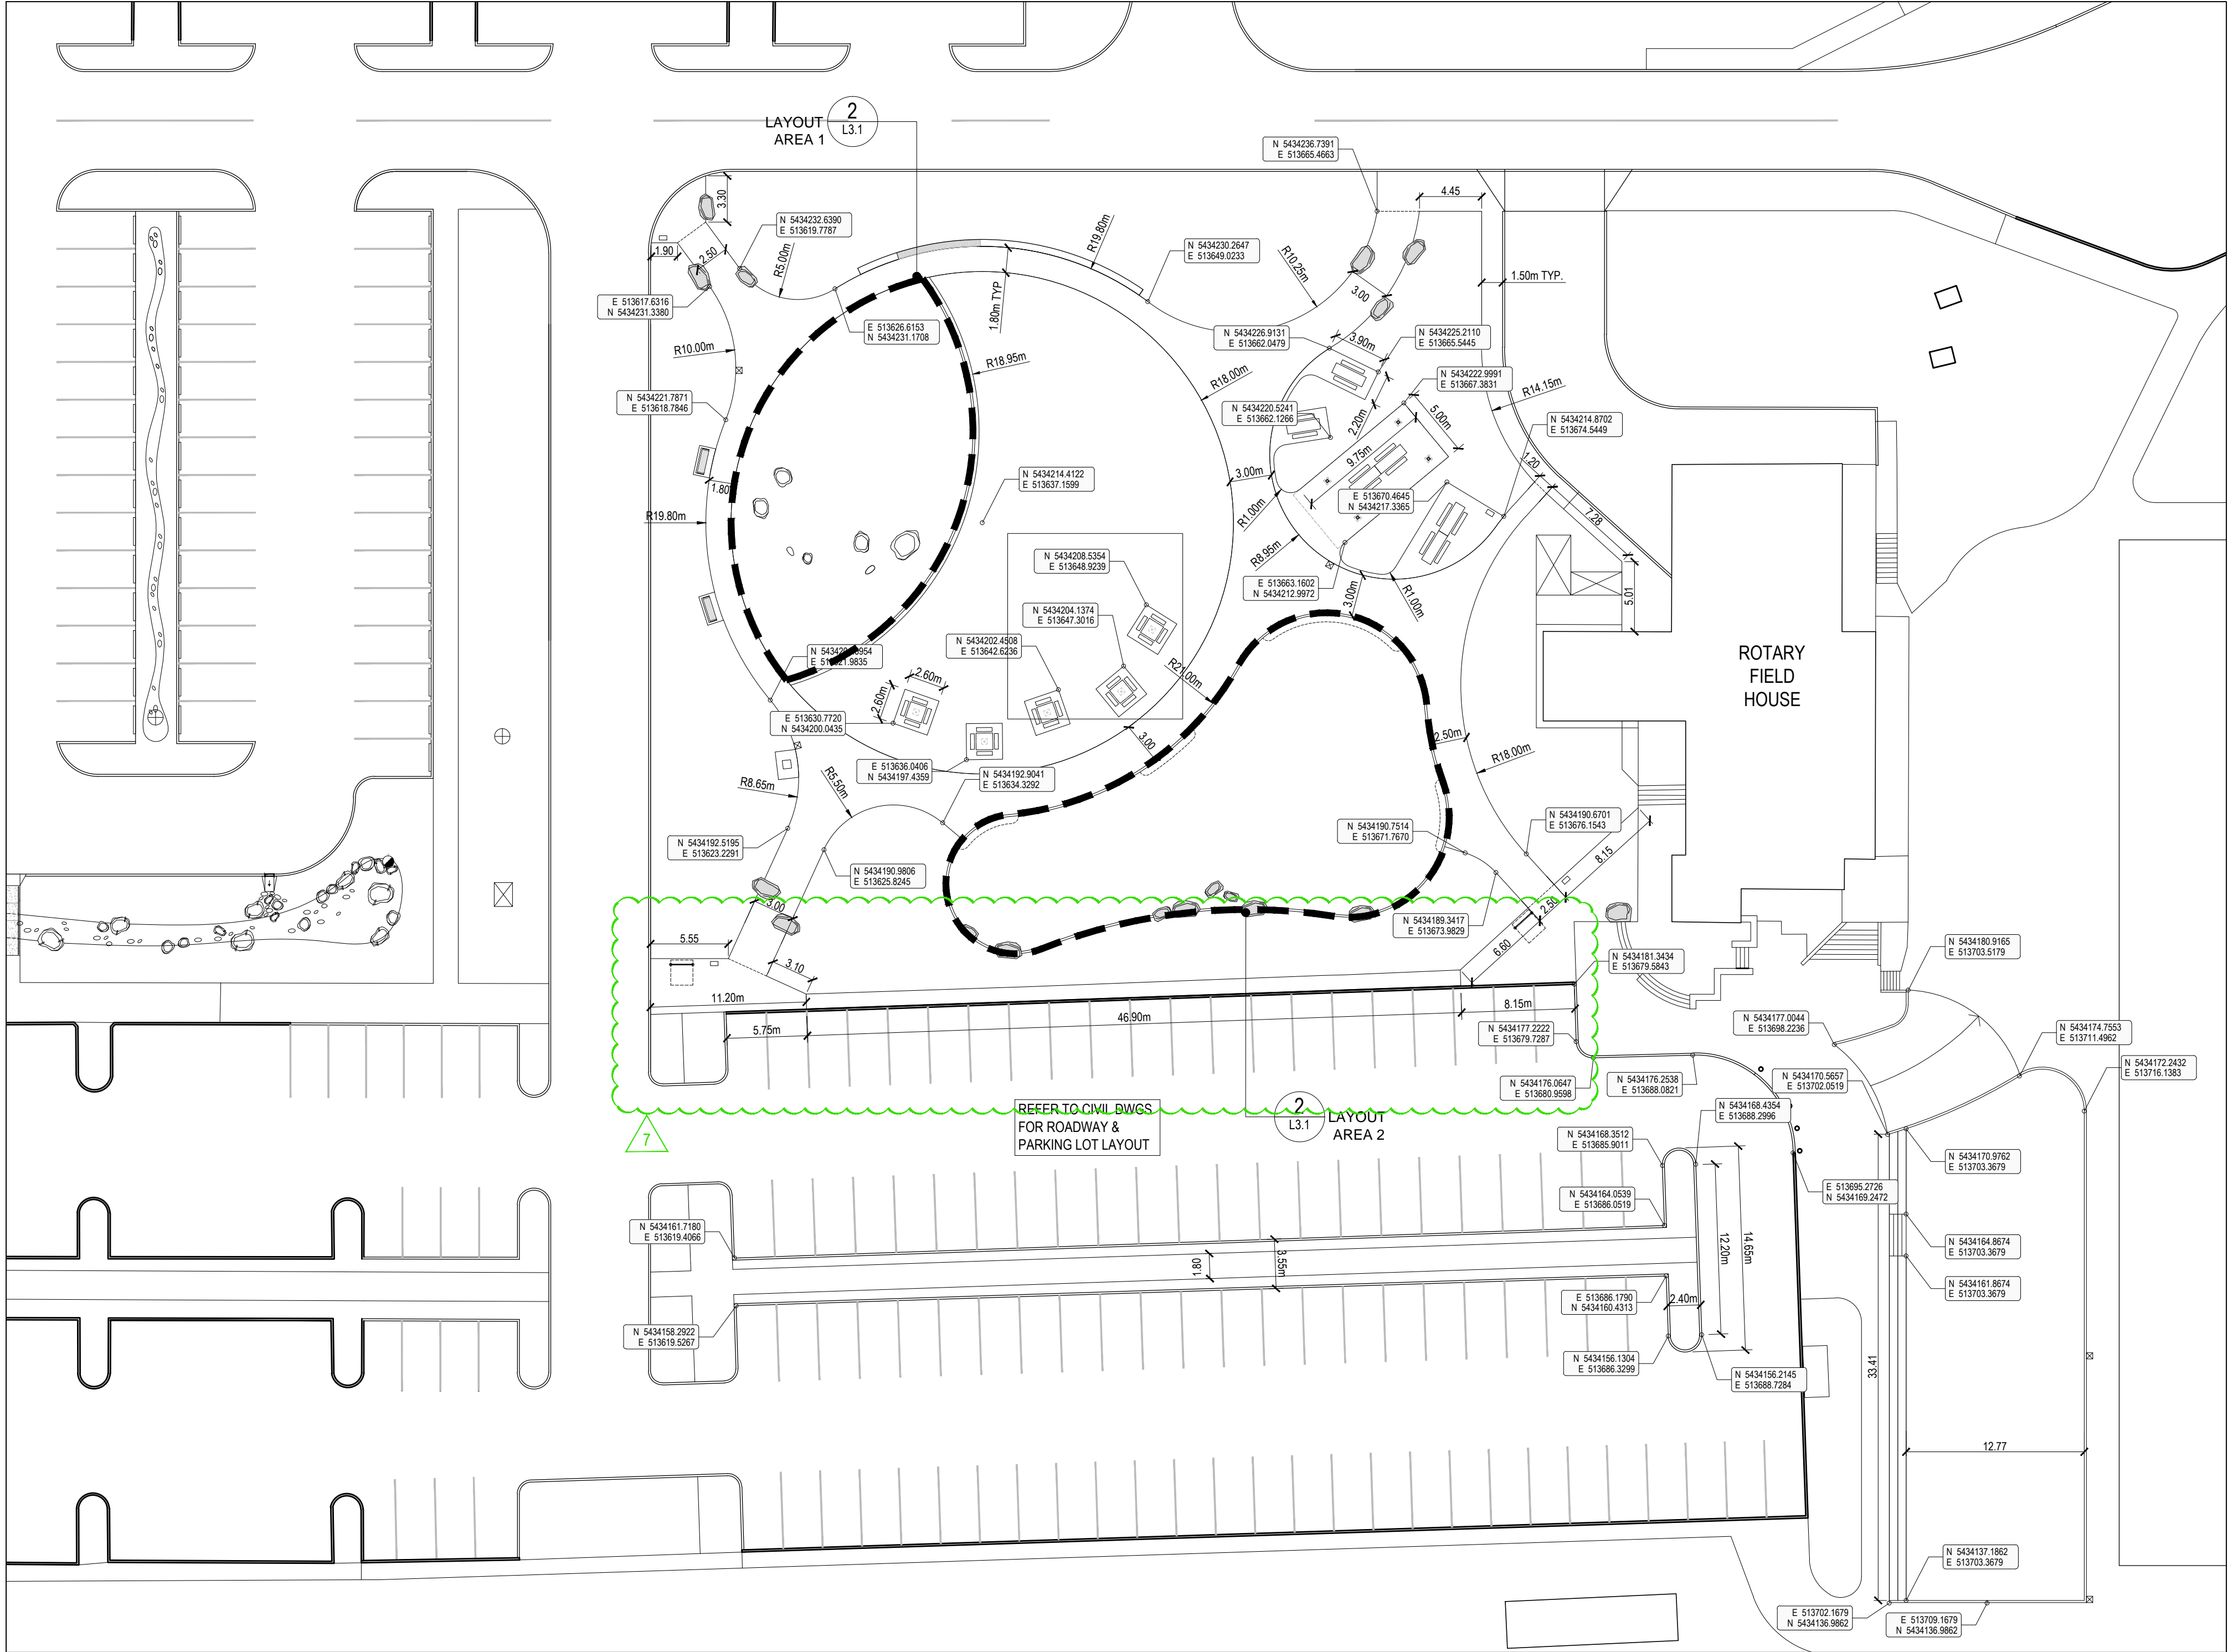 2
LAYOUT
L3.1
AREA 1
N 5434236.7391
E 513665.4663
3.30
4.45
N 5434232.6390
E 513619.7787
R19.80m
N 5434230.2647
E 513649.0233
1.90
2.50
R5.00m
R10.25m
1.50m TYP.
3.00
E 513617.6316
N 5434231.3380
1.80m TYP
E 513626.6153
N 5434231.1708
N 5434226.9131
E 513662.0479
N 5434225.2110
E 513665.5445
3.90m
R10.00m
R18.95m
R18.00m
N 5434222.9991
E 513667.3831
R14.15m
N 5434221.7871
E 513618.7846
N 5434220.5241
E 513662.1266
2.20m
5.00m
N 5434214.8702
E 513674.5449
9.75m
1.20
N 5434214.4122
E 513637.1599
3.00m
1.80
E 513670.4645
N 5434217.3365
R19.80m
R1.00m
7.28
R8.95m
N 5434208.5354
E 513648.9239
E 513663.1602
N 5434212.9972
3.00m
R1.00m
5.01
N 5434204.1374
E 513647.3016
N 5434202.4508
E 513642.6236
ROTARY
FIELD
HOUSE
R21.00m
2.60m
2.60m
E 513630.7720
N 5434200.0435
3.00
2.50m
R18.00m
E 513636.0406
N 5434197.4359
N 5434192.9041
E 513634.3292
R8.65m
R5.50m
N 5434190.7514
E 513671.7670
N 5434190.6701
E 513676.1543
N 5434192.5195
E 513623.2291
8.15
N 5434190.9806
E 513625.8245
3.00
2.50
N 5434189.3417
E 513673.9829
5.55
6.60
N 5434180.9165
E 513703.5179
3.10
N 5434181.3434
E 513679.5843
11.20m
8.15m
46.90m
5.75m
N 5434177.2222
E 513679.7287
N 5434177.0044
E 513698.2236
N 5434174.7553
E 513711.4962
N 5434172.2432
E 513716.1383
N 5434176.0647
E 513680.9598
N 5434176.2538
E 513688.0821
N 5434170.5657
E 513702.0519
REFER TO CIVIL DWGS
FOR ROADWAY &
PARKING LOT LAYOUT
2
LAYOUT
L3.1
AREA 2
7
N 5434168.4354
E 513688.2996
N 5434168.3512
E 513685.9011
N 5434170.9762
E 513703.3679
E 513695.2726
N 5434169.2472
N 5434164.0539
E 513686.0519
N 5434161.7180
E 513619.4066
12.20m
14.65m
N 5434164.8674
E 513703.3679
1.80
3.55m
N 5434161.8674
E 513703.3679
E 513686.1790
N 5434160.4313
2.40m
N 5434158.2922
E 513619.5267
N 5434156.1304
E 513686.3299
N 5434156.2145
E 513688.7284
33.41
12.77
N 5434137.1862
E 513703.3679
E 513702.1679
N 5434136.9862
E 513709.1679
N 5434136.9862